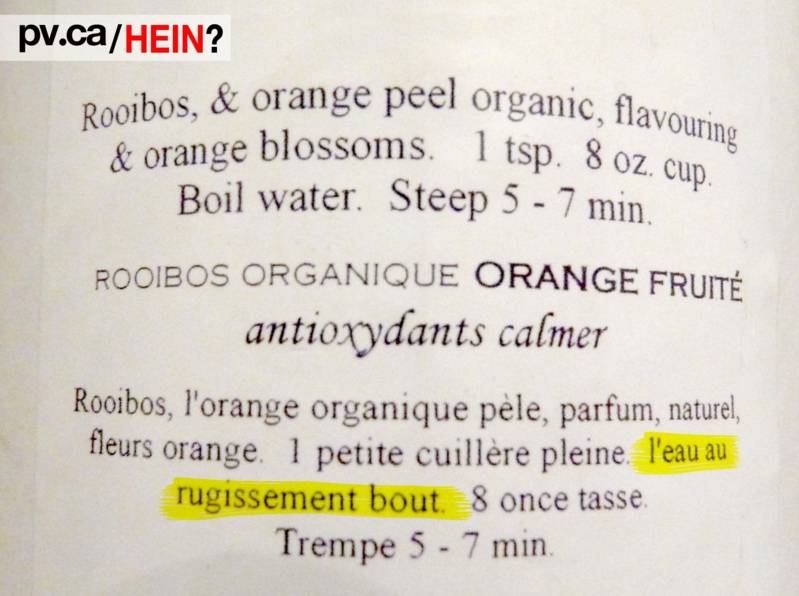 pv.ca/HEIN?
Rooibos, & orange peel organic, flavouring
& orange blossoms. 1 tsp. 8 oz. cup.
Boil water. Steep 5 - 7 min.
ROOIBOS ORGANIQUE ORANGE FRUITÉ
antioxydants calmer
Rooibos, l'orange organique pèle, parfum, naturel,
fleurs orange. 1 petite cuillère pleine. l'eau au
rugissement bout. 8 once tasse.
Trempe 5 - 7 min.